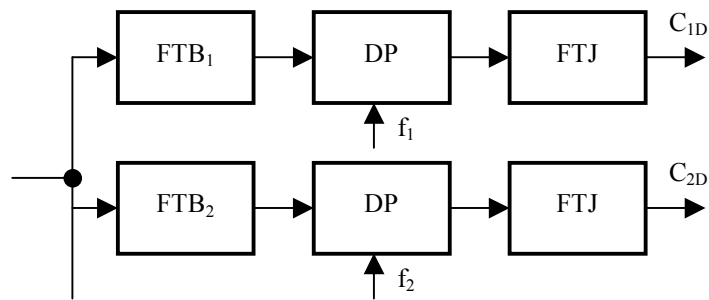 C₁D
FTB₁ DP FTJ
f₁
C₂D
FTB₂ DP FTJ
f₂